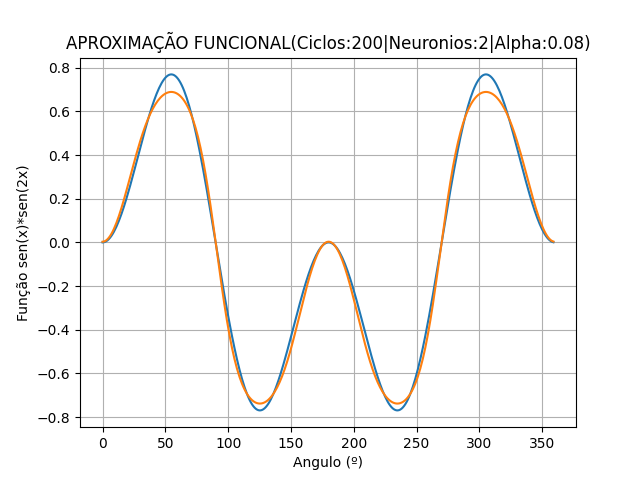 APROXIMAÇÃO FUNCIONAL(Ciclos:200|Neuronios:2|Alpha:0.08)
0.8
0.6
0.4
0.2
0.0
−0.2
−0.4
−0.6
−0.8
Função sen(x)*sen(2x)
0 50 100 150 200 250 300 350
Angulo (º)